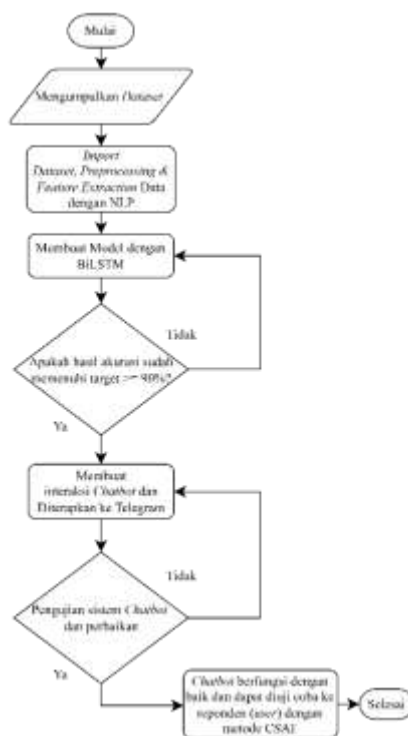 Mulai
Mengumpulkan Dataset
Import
Dataset, Preprocessing &
Feature Extraction Data
dengan NLP
Membuat Model dengan
BiLSTM
Tidak
Apakah hasil akurasi sudah
memenuhi target >= 90%?
Ya
Membuat
interaksi Chatbot dan
Diterapkan ke Telegram
Tidak
Pengujian sistem Chatbot
dan perbaikan
Ya
Chatbot berfungsi dengan
baik dan dapat diuji coba ke
seponden (user) dengan
metode CSAT
Selesai